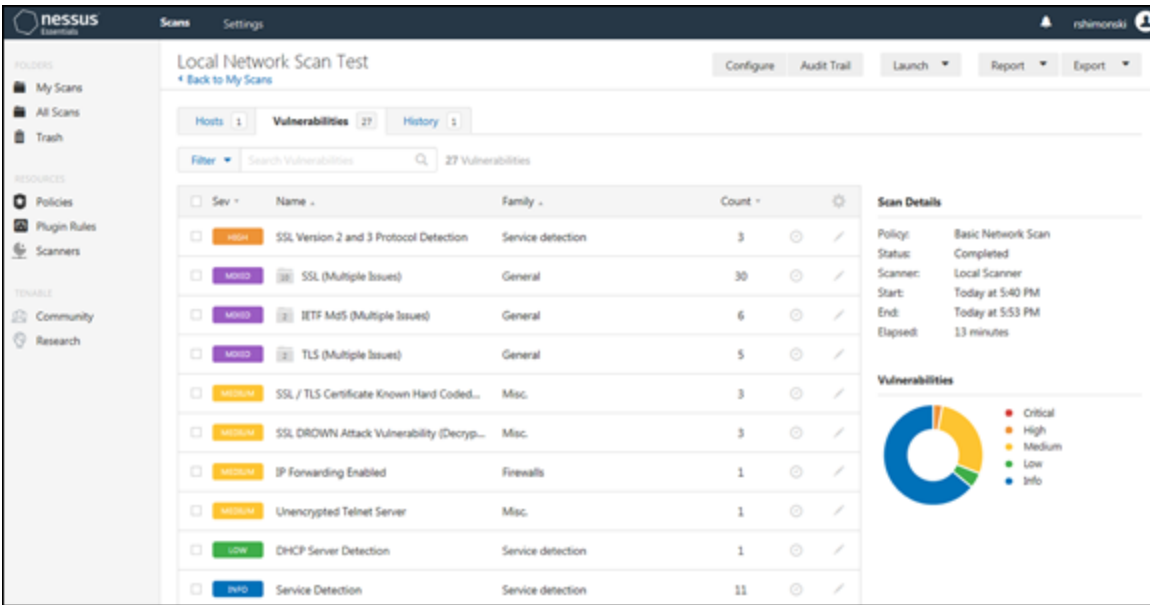 nessus
Essentials
Scans Settings
rshimonski
FOLDERS
My Scans
All Scans
Trash
RESOURCES
Policies
Plugin Rules
Scanners
TENABLE
Community
Research
Local Network Scan Test
Back to My Scans
Configure Audit Trail Launch Report Export
Hosts 1 Vulnerabilities 27 History 1
Filter Search Vulnerabilities 27 Vulnerabilities
Sev Name Family Count
HIGH SSL Version 2 and 3 Protocol Detection Service detection 3
MIXED 10 SSL (Multiple Issues) General 30
MIXED 2 IETF Md5 (Multiple Issues) General 6
MIXED 2 TLS (Multiple Issues) General 5
MEDIUM SSL / TLS Certificate Known Hard Coded... Misc. 3
MEDIUM SSL DROWN Attack Vulnerability (Decryp... Misc. 3
MEDIUM IP Forwarding Enabled Firewalls 1
MEDIUM Unencrypted Telnet Server Misc. 1
LOW DHCP Server Detection Service detection 1
INFO Service Detection Service detection 11
Scan Details
Policy: Basic Network Scan
Status: Completed
Scanner: Local Scanner
Start: Today at 5:40 PM
End: Today at 5:53 PM
Elapsed: 13 minutes
Vulnerabilities
Critical
High
Medium
Low
Info